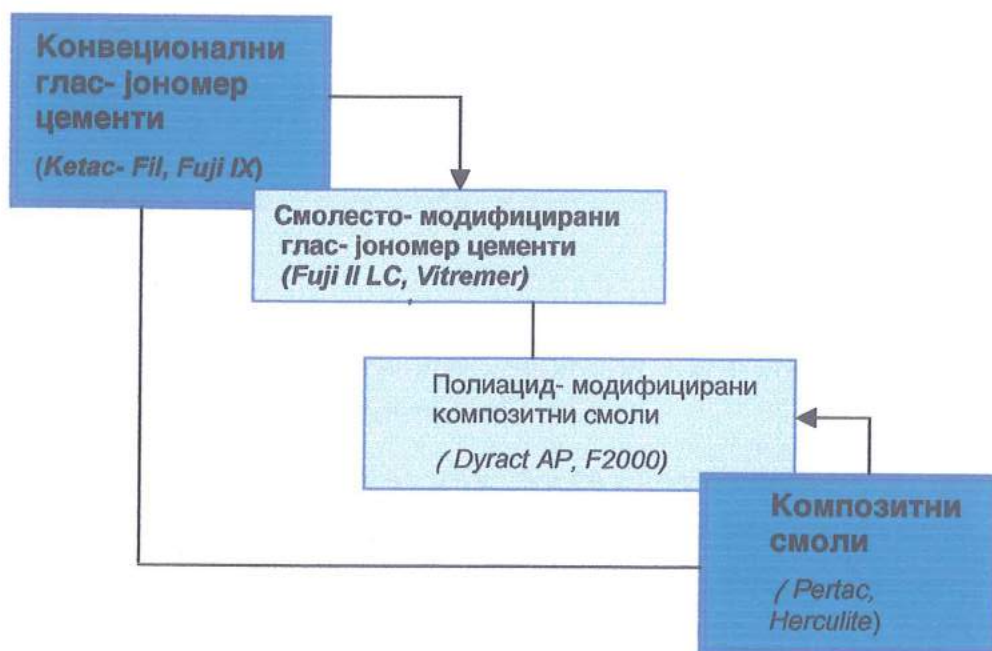 Конвеционални
глас- јономер
цементи
(Ketac- Fil, Fuji IX)
Смолесто- модифицирани
глас- јономер цементи
(Fuji II LC, Vitremer)
Полиацид- модифицирани
композитни смоли
( Dyract AP, F2000)
Композитни
смоли
( Pertac,
Herculite)